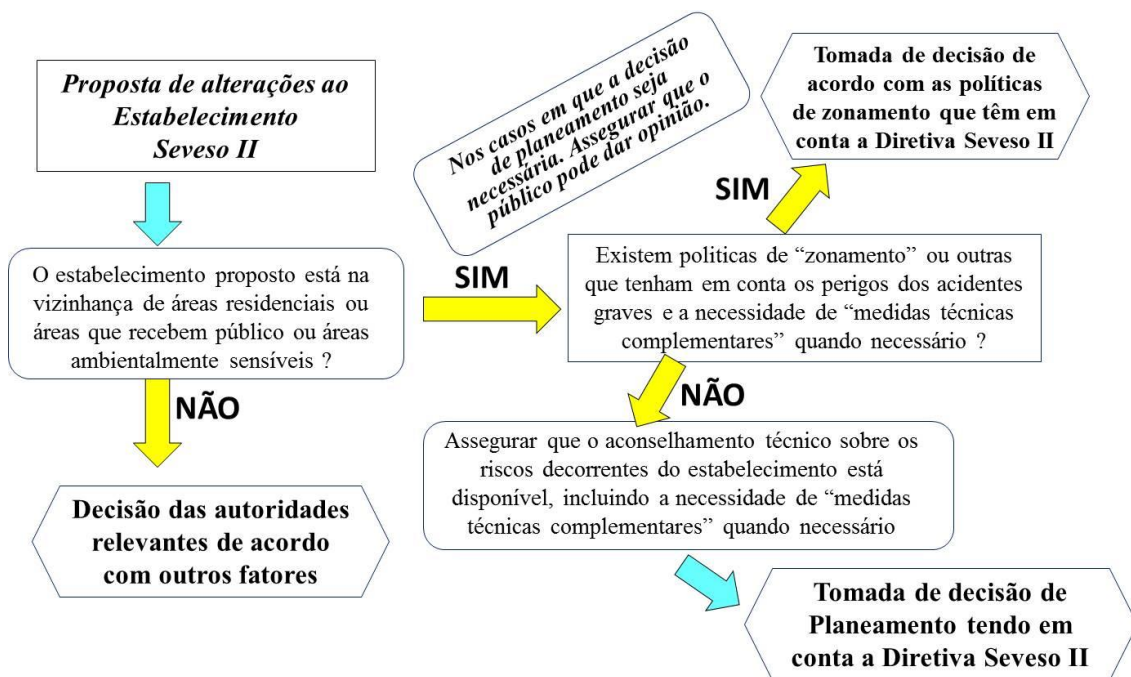 Proposta de alterações ao
Estabelecimento
Seveso II
O estabelecimento proposto está na
vizinhança de áreas residenciais ou
áreas que recebem público ou áreas
ambientalmente sensíveis ?
NÃO
Decisão das autoridades
relevantes de acordo
com outros fatores
SIM
Nos casos em que a decisão
de planeamento seja
necessária. Assegurar que o
público pode dar opinião.
Existem politicas de “zonamento” ou outras
que tenham em conta os perigos dos acidentes
graves e a necessidade de “medidas técnicas
complementares” quando necessário ?
SIM
Tomada de decisão de
acordo com as políticas
de zonamento que têm em
conta a Diretiva Seveso II
NÃO
Assegurar que o aconselhamento técnico sobre os
riscos decorrentes do estabelecimento está
disponível, incluindo a necessidade de “medidas
técnicas complementares” quando necessário
Tomada de decisão de
Planeamento tendo em
conta a Diretiva Seveso II